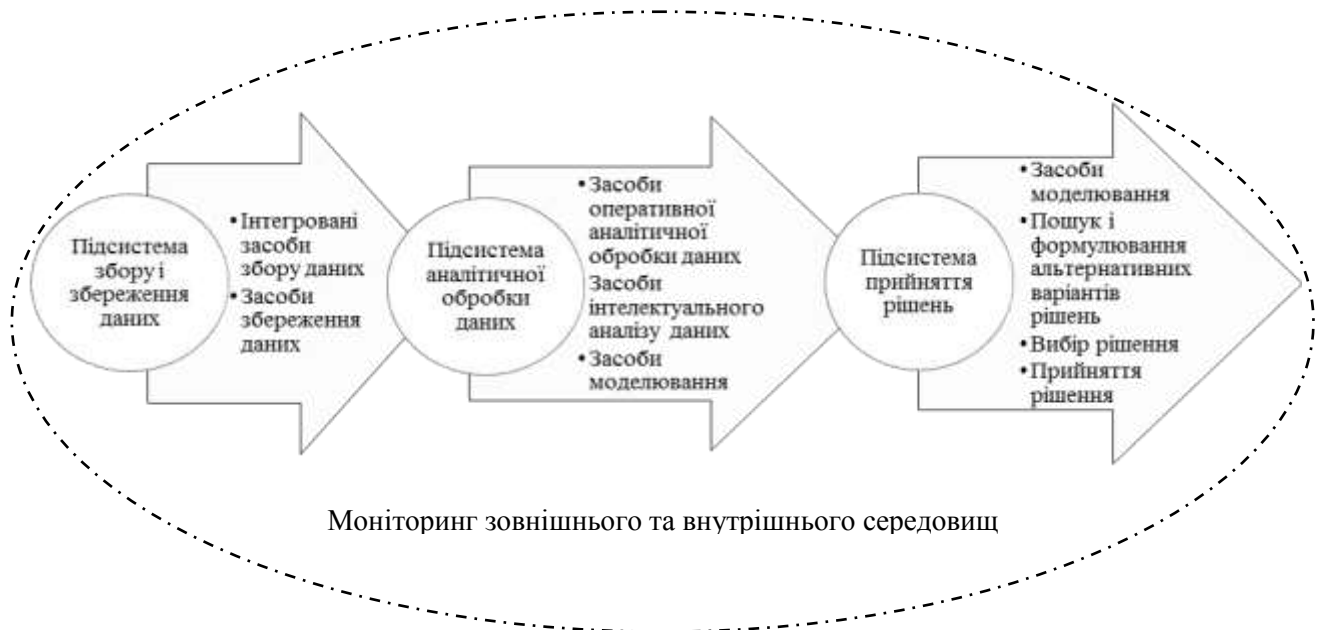 Підсистема
збору і
збереження
даних
•Інтегровані
засоби
збору даних
•Засоби
збереження
даних
Підсистема
аналітичної
обробки
даних
•Засоби
оперативної
аналітичної
обробки даних
Засоби
інтелектуального
аналізу даних
•Засоби
моделювання
Підсистема
прийняття
рішень
•Засоби
моделювання
•Пошук і
формулювання
альтернативних
варіантів
рішень
•Вибір рішення
•Прийняття
рішення
Моніторинг зовнішнього та внутрішнього середовищ